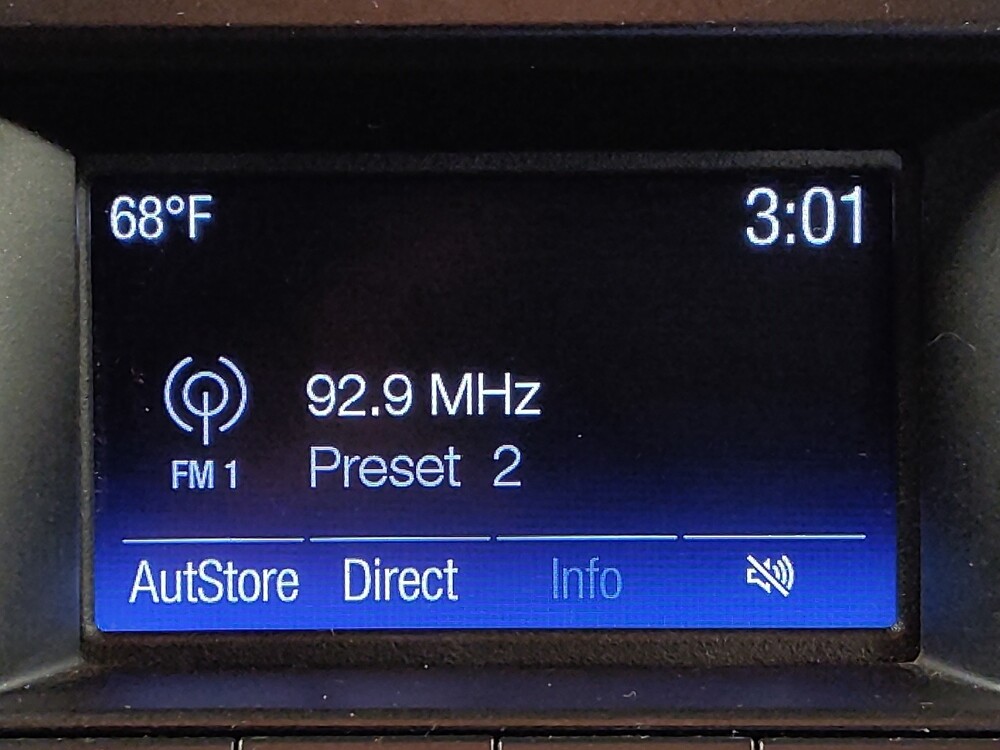 68°F 3:01
92.9 MHz
FM 1 Preset 2
AutStore Direct Info